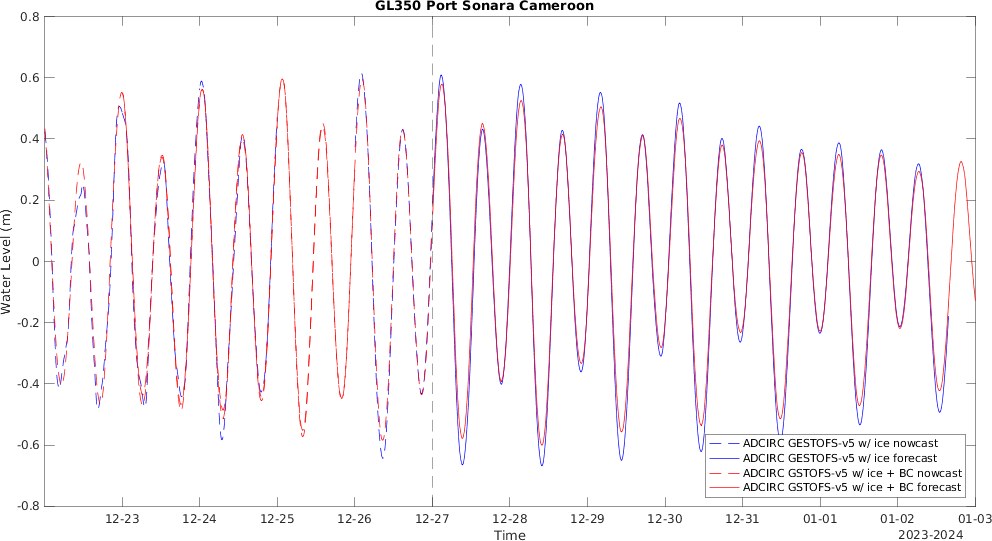 GL350 Port Sonara Cameroon
0.8
0.6
0.4
0.2
0
-0.2
-0.4
-0.6
-0.8
Water Level (m)
ADCIRC GESTOFS-v5 w/ ice nowcast
ADCIRC GESTOFS-v5 w/ ice forecast
ADCIRC GSTOFS-v5 w/ ice + BC nowcast
ADCIRC GSTOFS-v5 w/ ice + BC forecast
12-23 12-24 12-25 12-26 12-27 12-28 12-29 12-30 12-31 01-01 01-02 01-03
Time
2023-2024